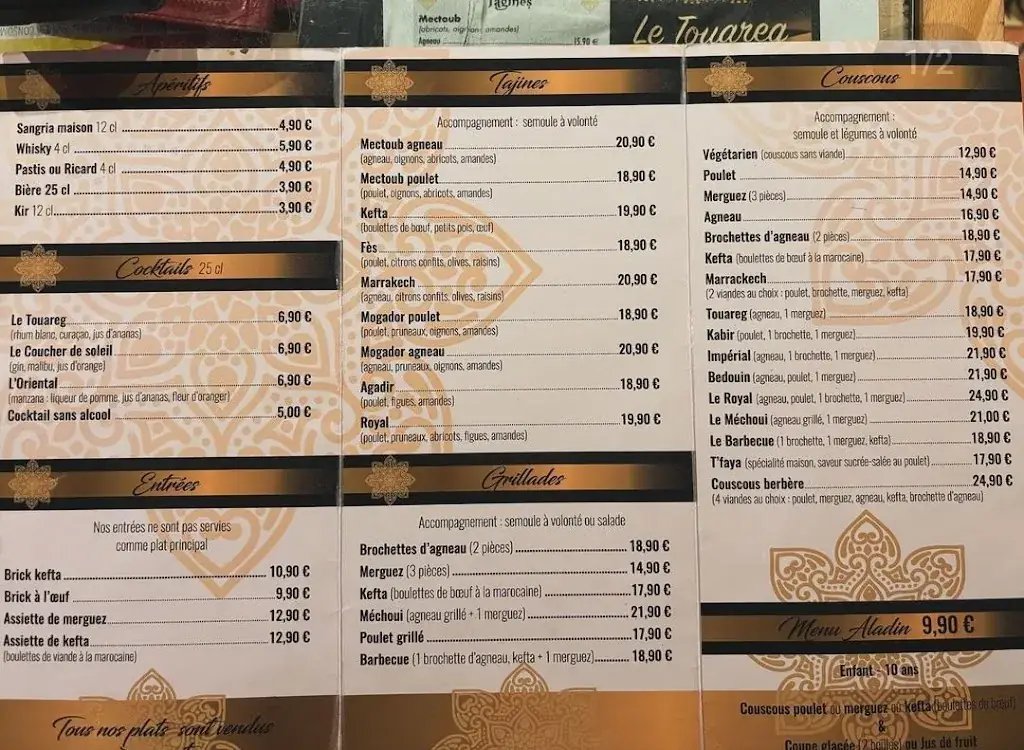 Tagines
Mectoub
(abricots, oignons, amandes)
Agneau 15,90 €
Le Touareg
1/2
Apéritifs
Sangria maison 12 cl 4,90 €
Whisky 4 cl 5,90 €
Pastis ou Ricard 4 cl 4,90 €
Bière 25 cl 3,90 €
Kir 12 cl 3,90 €
Cocktails 25 cl
Le Touareg 6,90 €
(rhum blanc, curaçao, jus d'ananas)
Le Coucher de soleil 6,90 €
(gin, malibu, jus d'orange)
L'Oriental 6,90 €
(manzana : liqueur de pomme, jus d'ananas, fleur d'oranger)
Cocktail sans alcool 5,00 €
Entrées
Nos entrées ne sont pas servies
comme plat principal
Brick kefta 10,90 €
Brick à l'œuf 9,90 €
Assiette de merguez 12,90 €
Assiette de kefta 12,90 €
(boulettes de viande à la marocaine)
Tous nos plats sont vendus
Tajines
Accompagnement : semoule à volonté
Mectoub agneau 20,90 €
(agneau, oignons, abricots, amandes)
Mectoub poulet 18,90 €
(poulet, oignons, abricots, amandes)
Kefta 19,90 €
(boulettes de bœuf, petits pois, œuf)
Fès 18,90 €
(poulet, citrons confits, olives, raisins)
Marrakech 20,90 €
(agneau, citrons confits, olives, raisins)
Mogador poulet 18,90 €
(poulet, pruneaux, oignons, amandes)
Mogador agneau 20,90 €
(agneau, pruneaux, oignons, amandes)
Agadir 18,90 €
(poulet, figues, amandes)
Royal 19,90 €
(poulet, pruneaux, abricots, figues, amandes)
Grillades
Accompagnement : semoule à volonté ou salade
Brochettes d'agneau (2 pièces) 18,90 €
Merguez (3 pièces) 14,90 €
Kefta (boulettes de bœuf à la marocaine) 17,90 €
Méchoui (agneau grillé + 1 merguez) 21,90 €
Poulet grillé 17,90 €
Barbecue (1 brochette d'agneau, kefta + 1 merguez) 18,90 €
Couscous
Accompagnement :
semoule et légumes à volonté
Végétarien (couscous sans viande) 12,90 €
Poulet 14,90 €
Merguez (3 pièces) 14,90 €
Agneau 16,90 €
Brochettes d'agneau (2 pièces) 18,90 €
Kefta (boulettes de bœuf à la marocaine) 17,90 €
Marrackech 17,90 €
(2 viandes au choix : poulet, brochette, merguez, kefta)
Touareg (agneau, 1 merguez) 18,90 €
Kabir (poulet, 1 brochette, 1 merguez) 19,90 €
Impérial (agneau, 1 brochette, 1 merguez) 21,90 €
Bedouin (agneau, poulet, 1 merguez) 21,90 €
Le Royal (agneau, poulet, 1 brochette, 1 merguez) 24,90 €
Le Méchoui (agneau grillé, 1 merguez) 21,00 €
Le Barbecue (1 brochette, 1 merguez, kefta) 18,90 €
T'faya (spécialité maison, saveur sucrée-salée au poulet) 17,90 €
Couscous berbère 24,90 €
(4 viandes au choix : poulet, merguez, agneau, kefta, brochette d'agneau)
Menu Aladin 9,90 €
Enfant - 10 ans
Couscous poulet ou merguez ou kefta (boulettes de bœuf)
&
Coupe glacée (2 boules) ou Jus de fruit